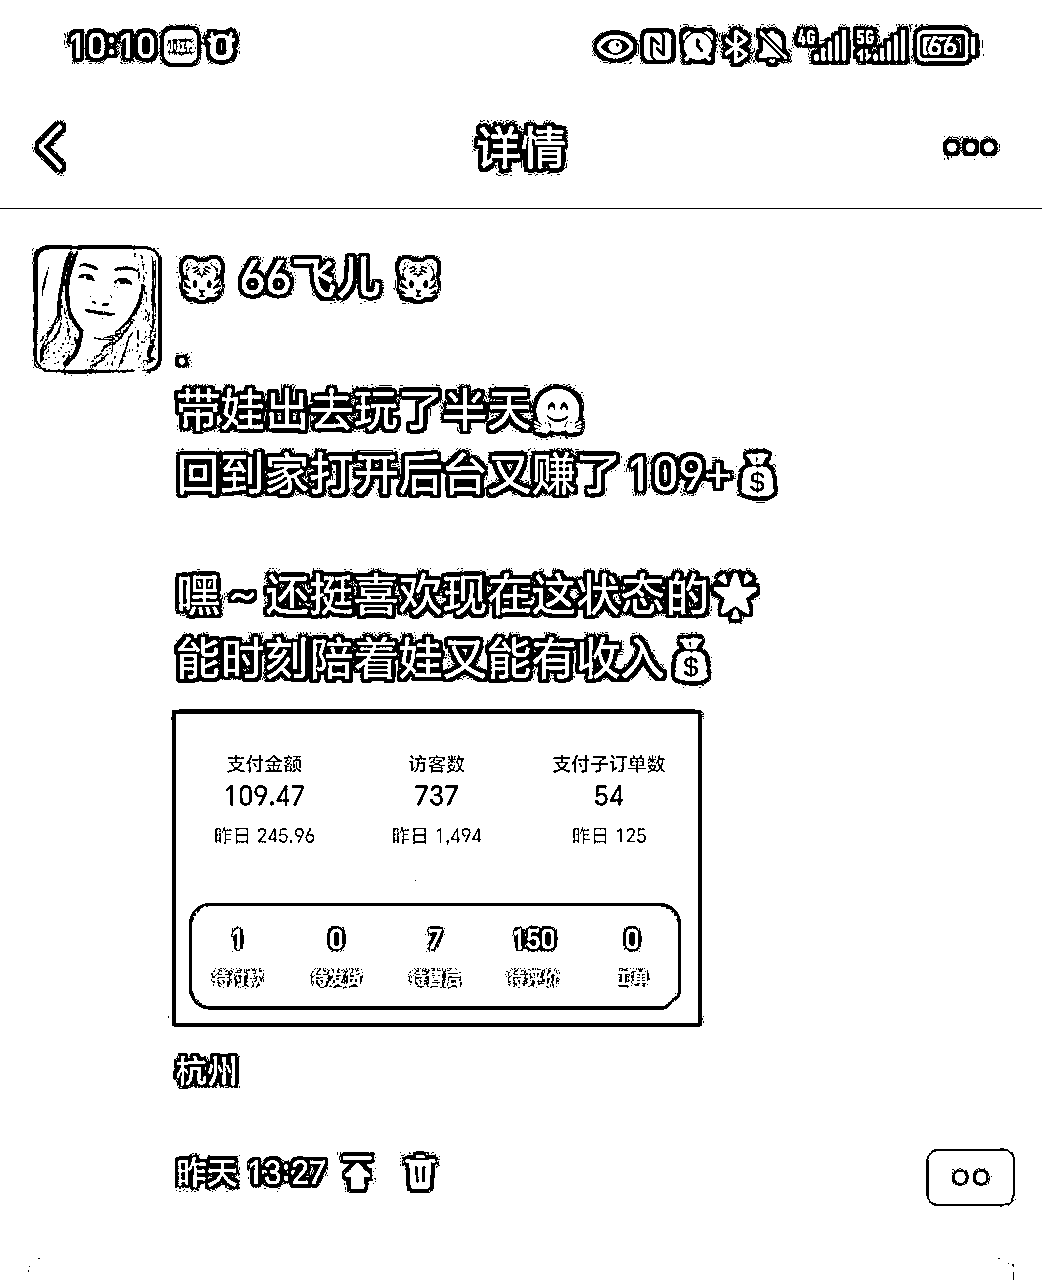 10:10 4G 5G 66
详情
🐯 66飞儿 🐯
。
带娃出去玩了半天🤗
回到家打开后台又赚了109+💰
嘿~还挺喜欢现在这状态的🌟
能时刻陪着娃又能有收入💰
支付金额 访客数 支付子订单数
109.47 737 54
昨日 245.96 昨日 1,494 昨日 125
1 0 7 150 0
待付款 待发货 待售后 待评价
杭州
昨天 13:27